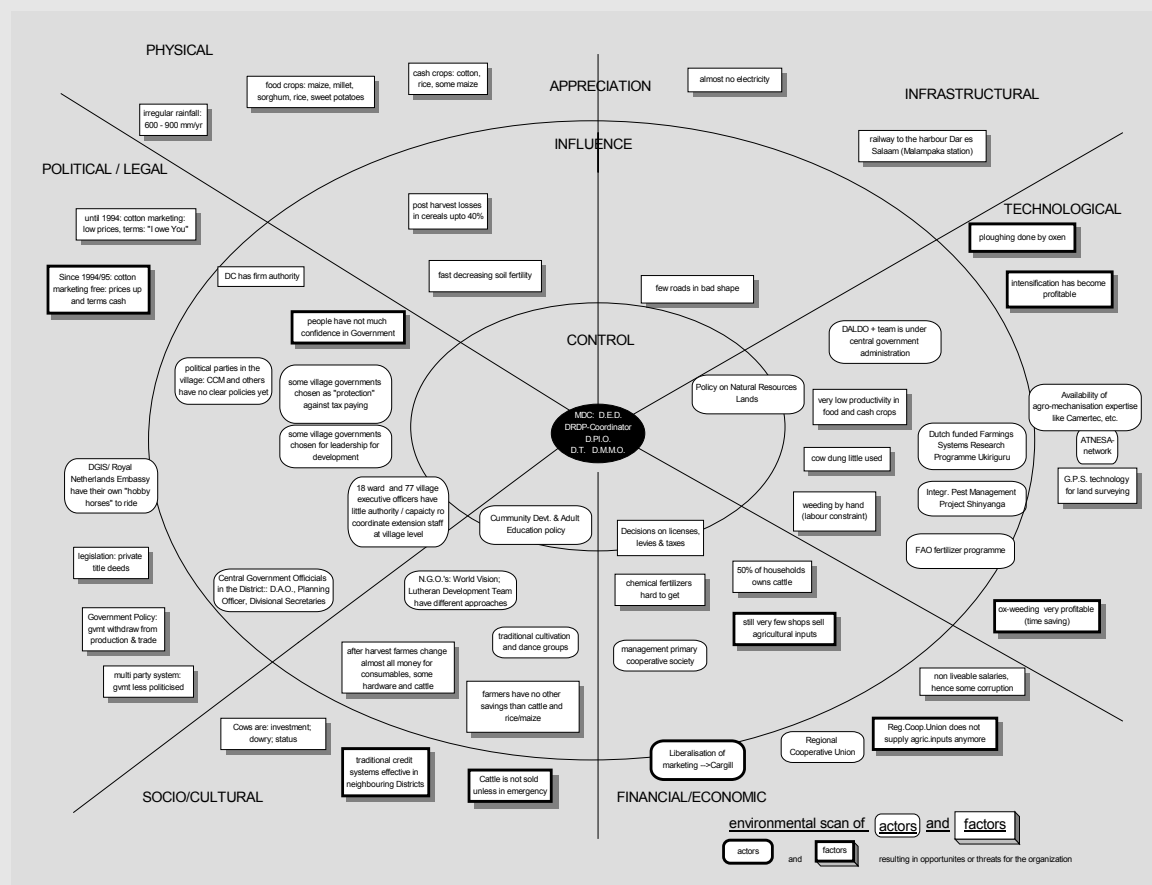 PHYSICAL
food crops: maize, millet,
sorghum, rice, sweet potatoes
cash crops: cotton,
rice, some maize
APPRECIATION
almost no electricity
INFRASTRUCTURAL
irregular rainfall:
600 - 900 mm/yr
INFLUENCE
railway to the harbour Dar es
Salaam (Malampaka station)
POLITICAL / LEGAL
until 1994: cotton marketing:
low prices, terms: "I owe You"
post harvest losses
in cereals upto 40%
TECHNOLOGICAL
ploughing done by oxen
Since 1994/95: cotton
marketing free: prices up
and terms cash
DC has firm authority
fast decreasing soil fertility
few roads in bad shape
intensification has become
profitable
people have not much
confidence in Government
CONTROL
DALDO + team is under
central government
administration
political parties in the
village: CCM and others
have no clear policies yet
some village governments
chosen as "protection"
against tax paying
some village governments
chosen for leadership for
development
Policy on Natural Resources
Lands
very low productivity in
food and cash crops
Availability of
agro-mechanisation expertise
like Camertec, etc.
MDC: D.E.D.
DRDP-Coordinator
D.PI.O.
D.T. D.M.M.O.
Dutch funded Farmings
Systems Research
Programme Ukiriguru
ATNESA-
network
cow dung little used
DGIS/ Royal
Netherlands Embassy
have their own "hobby
horses" to ride
G.P.S. technology
for land surveying
18 ward and 77 village
executive officers have
little authority / capaicty ro
coordinate extension staff
at village level
Integr. Pest Management
Project Shinyanga
weeding by hand
(labour constraint)
Cummunity Devt. & Adult
Education policy
Decisions on licenses,
levies & taxes
FAO fertilizer programme
legislation: private
title deeds
Central Government Officicials
in the District:: D.A.O., Planning
Officer, Divisional Secretaries
N.G.O.'s: World Vision;
Lutheran Development Team
have different approaches
chemical fertilizers
hard to get
50% of households
owns cattle
Government Policy:
gvmt withdraw from
production & trade
still very few shops sell
agricultural inputs
ox-weeding very profitable
(time saving)
traditional cultivation
and dance groups
management primary
cooperative society
after harvest farmes change
almost all money for
consumables, some
hardware and cattle
multi party system:
gvmt less politicised
non liveable salaries,
hence some corruption
farmers have no other
savings than cattle and
rice/maize
Cows are: investment;
dowry; status
Reg.Coop.Union does not
supply agric.inputs anymore
Regional
Cooperative Union
Liberalisation of
marketing -->Cargill
traditional credit
systems effective in
neighbouring Districts
Cattle is not sold
unless in emergency
SOCIO/CULTURAL
FINANCIAL/ECONOMIC
environmental scan of actors and factors
actors and factors resulting in opportunites or threats for the organization